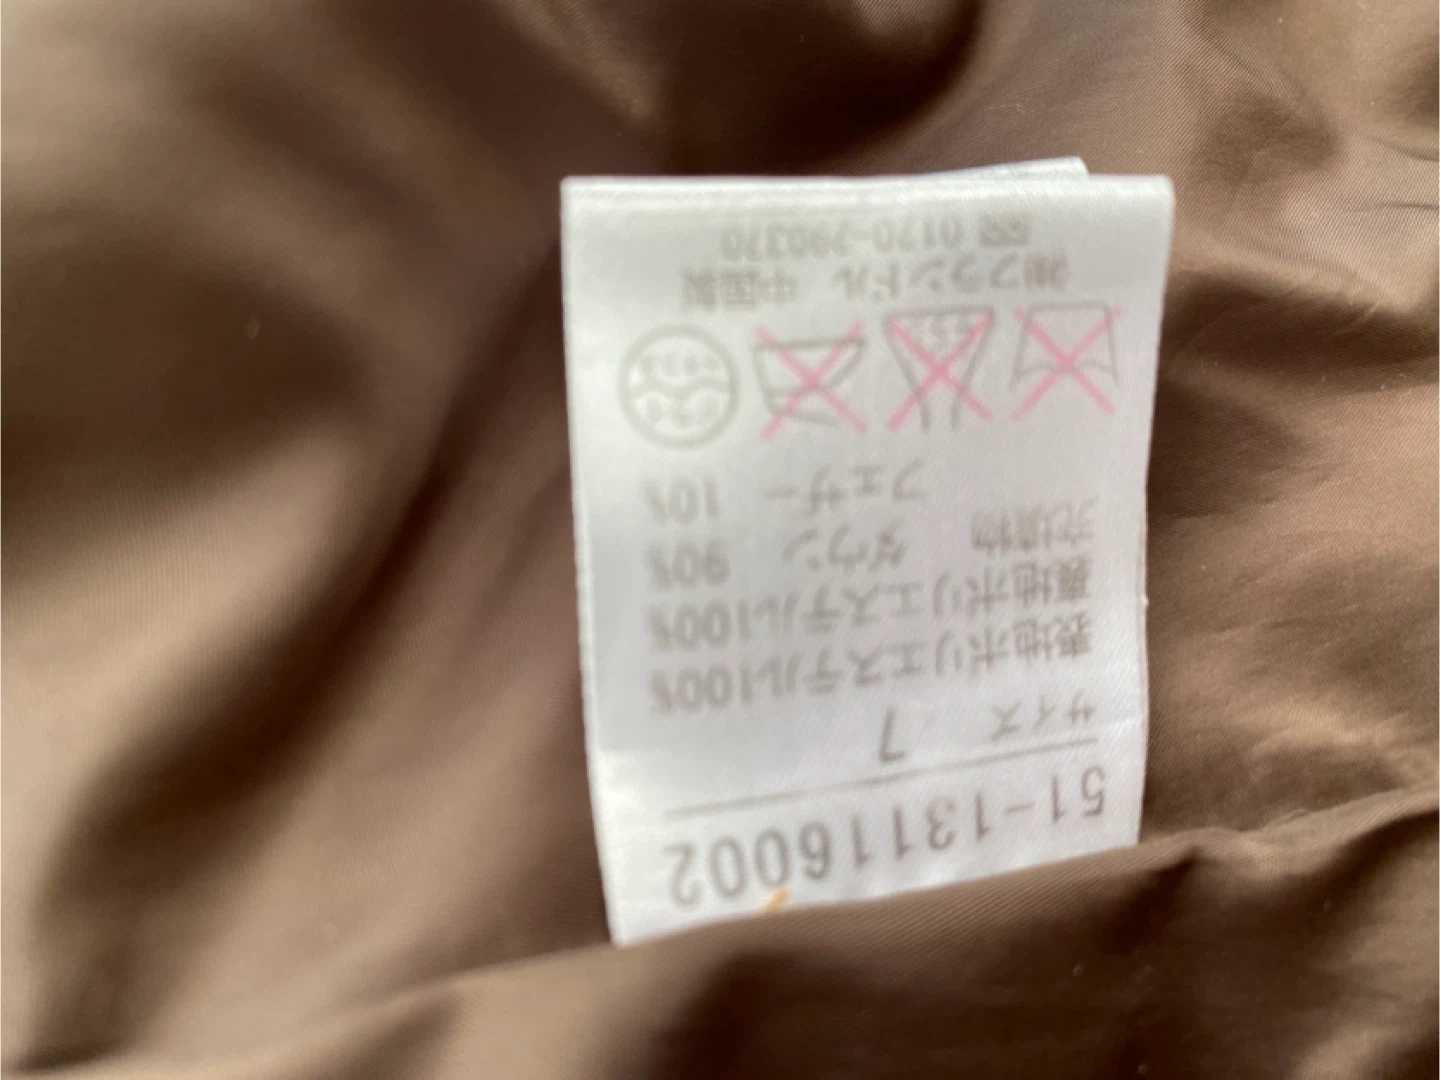 51-13116002
サイズ 7
表地ポリエステル100%
裏地ポリエステル100%
充填物 ダウン 90%
フェザー 10%
㈱フランドル 中国製
0120-290370